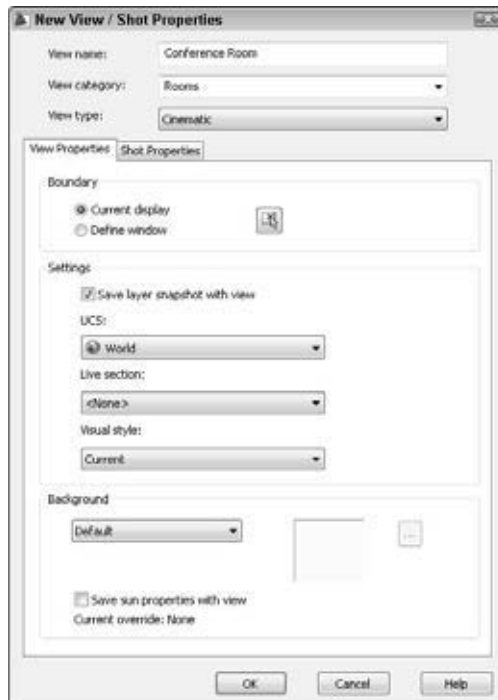 New View / Shot Properties
View name: Conference Room
View category: Rooms
View type: Cinematic
View Properties Shot Properties
Boundary
Current display
Define window
Settings
Save layer snapshot with view
UCS:
World
Live section:
<None>
Visual style:
Current
Background
Default
...
Save sun properties with view
Current override: None
OK Cancel Help